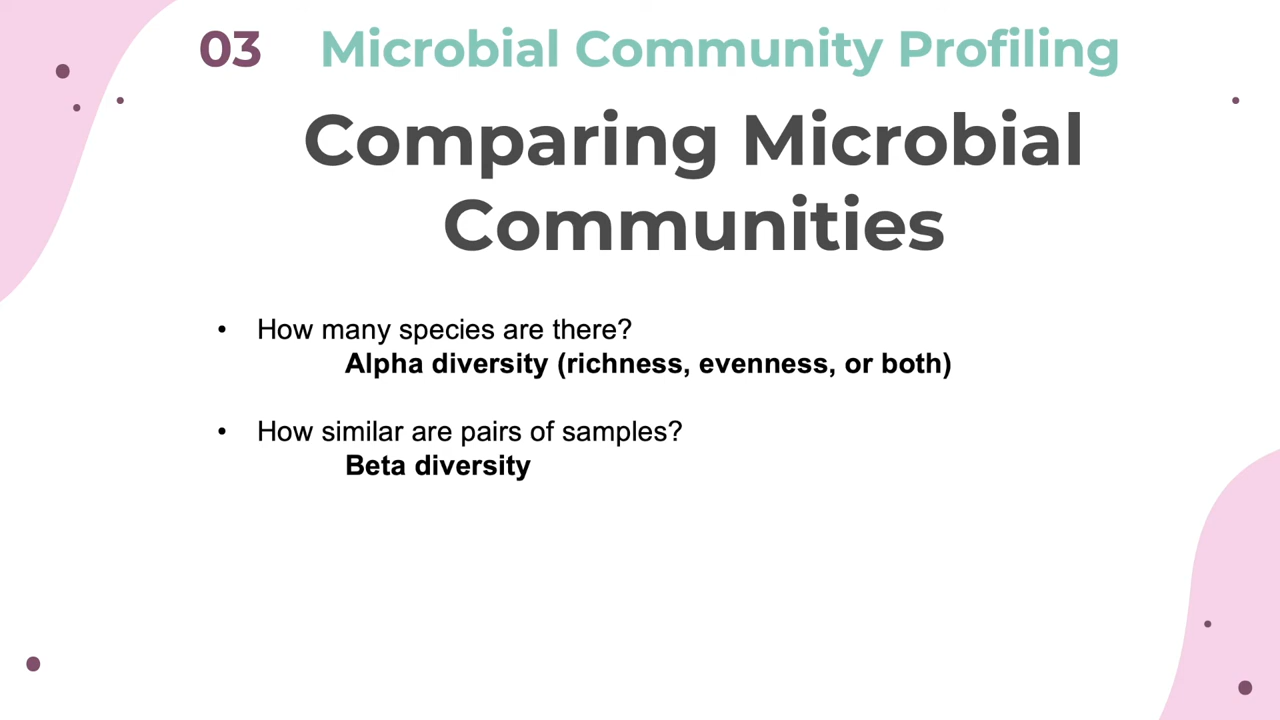 03 Microbial Community Profiling
Comparing Microbial
Communities
• How many species are there?
Alpha diversity (richness, evenness, or both)
• How similar are pairs of samples?
Beta diversity